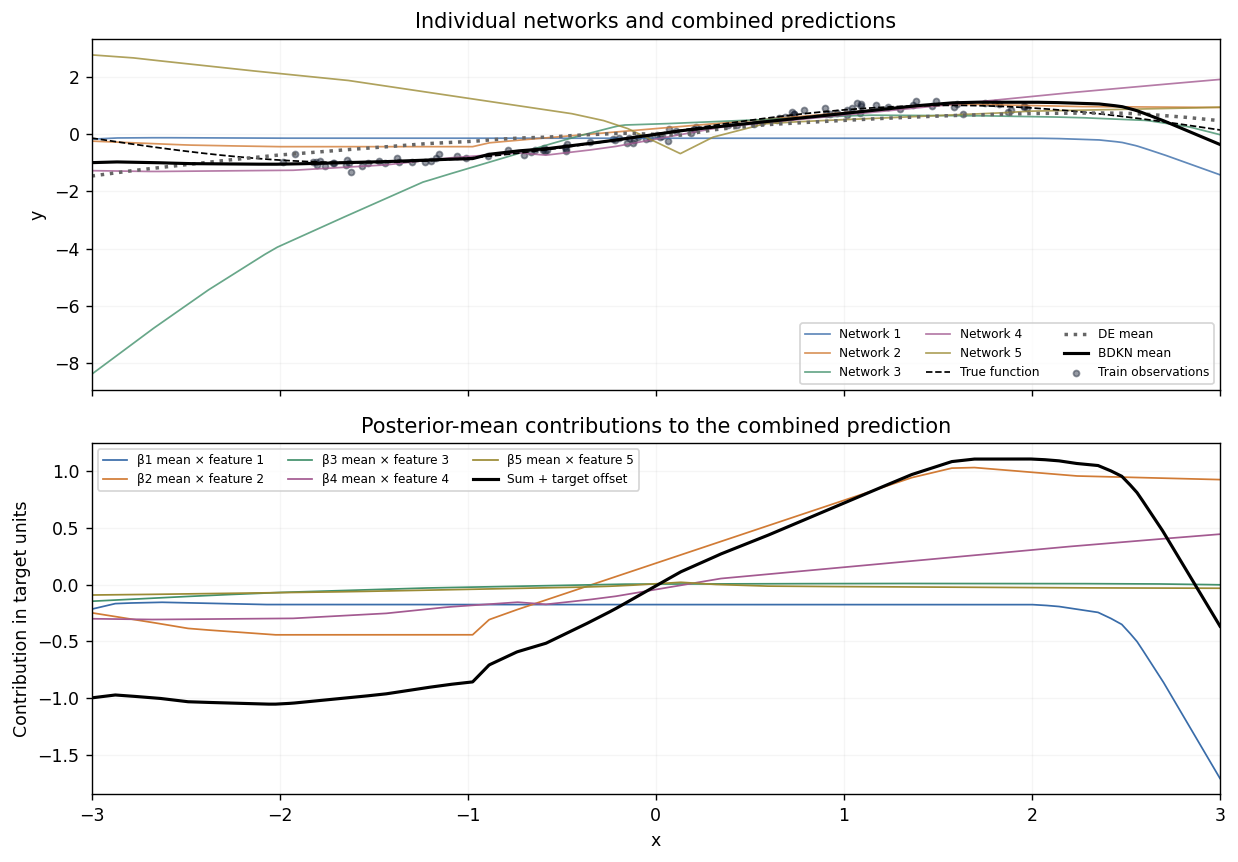 Individual networks and combined predictions
2
0
−2
−4
−6
−8
y
Network 1
Network 2
Network 3
Network 4
Network 5
True function
DE mean
BDKN mean
Train observations
Posterior-mean contributions to the combined prediction
β1 mean × feature 1
β2 mean × feature 2
β3 mean × feature 3
β4 mean × feature 4
β5 mean × feature 5
Sum + target offset
1.0
0.5
0.0
−0.5
−1.0
−1.5
Contribution in target units
−3
−2
−1
0
1
2
3
x